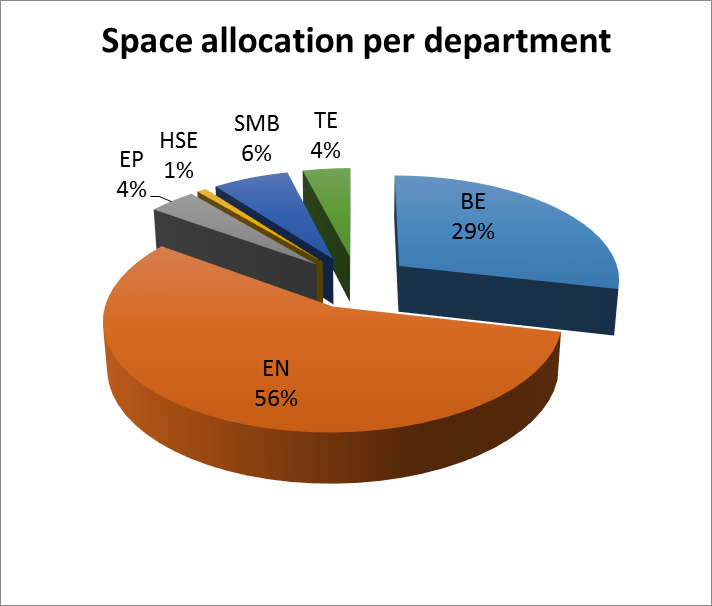 Space allocation per department
TE
4%
SMB
6%
HSE
1%
EP
4%
BE
29%
EN
56%